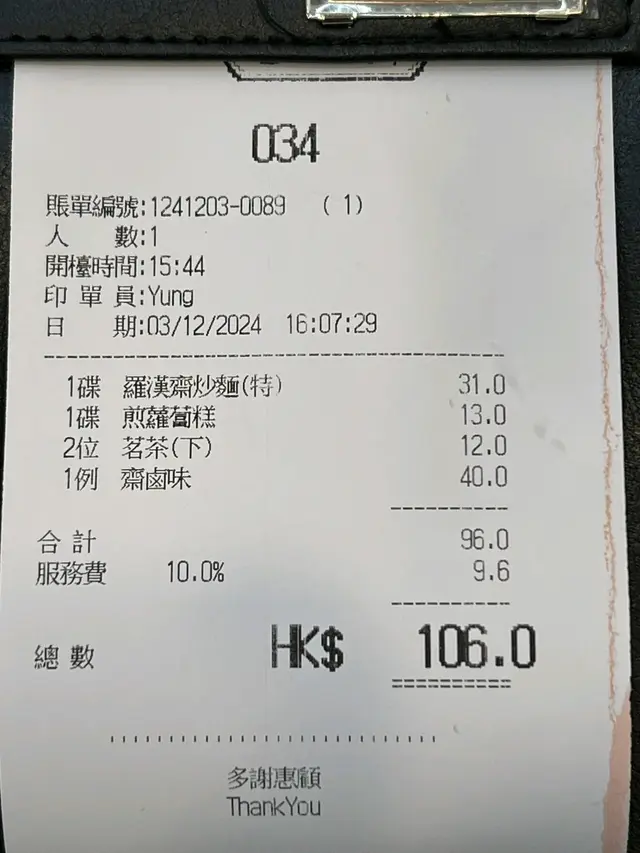 034
賬單編號:1241203-0089 (1)
人 數:1
開檯時間:15:44
印單員:Yung
日 期:03/12/2024 16:07:29
1碟 羅漢齋炒麵(特) 31.0
1碟 煎蘿蔔糕 13.0
2位 茗茶(下) 12.0
1例 齋鹵味 40.0
合計 96.0
服務費 10.0% 9.6
總數 HK$ 106.0
多謝惠顧
ThankYou